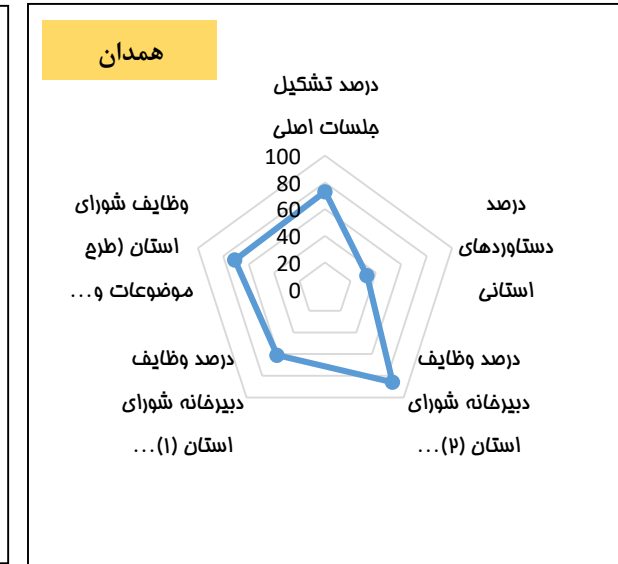 همدان
درصد تشکیل
جلسات اصلی
100
80
60
40
20
0
درصد
دستاوردهای
استانی
وظایف شورای
استان (طرح
موضوعات و...
درصد وظایف
دبیرخانه شورای
استان (۲)...
درصد وظایف
دبیرخانه شورای
استان (۱)...